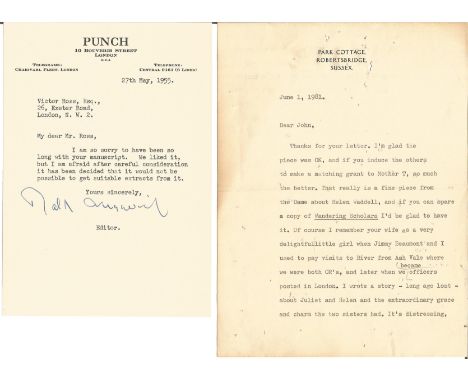 PUNCH
10 BOUVERIE STREET
LONDON
E.C.4
TELEGRAMS:
CHARIVARI, FLEET, LONDON
TELEPHONE:
CENTRAL 9161 (5 LINES)
27th May, 1955.
Victor Ross, Esq.,
26, Exeter Road,
London, N. W. 2.
My dear Mr. Ross,
I am so sorry to have been so
long with your manuscript. We liked it,
but I am afraid after careful consideration
it has been decided that it would not be
possible to get suitable extracts from it.
Yours sincerely,
Editor.
PARK COTTAGE,
ROBERTSBRIDGE,
SUSSEX.
June 1, 1981.
Dear John,
Thanks for your letter. I'm glad the
piece was OK, and if you induce the others
to make a matching grant to Mother T, so much
the better. That really is a fine piece from
the Dame about Helen Waddell, and if you can spare
a copy of Wandering Scholars I'd be glad to have
it. Of course I remember your wife as a very
delightfullittle girl when Jimmy Beaumont and I
used to pay visits to River from Ash Vale where
we were both OR's, and later when we became officers
posted in London. I wrote a story - long ago lost -
about Juliet and Helen and the extraordinary grace
and charm the two sisters had. It's distressing,